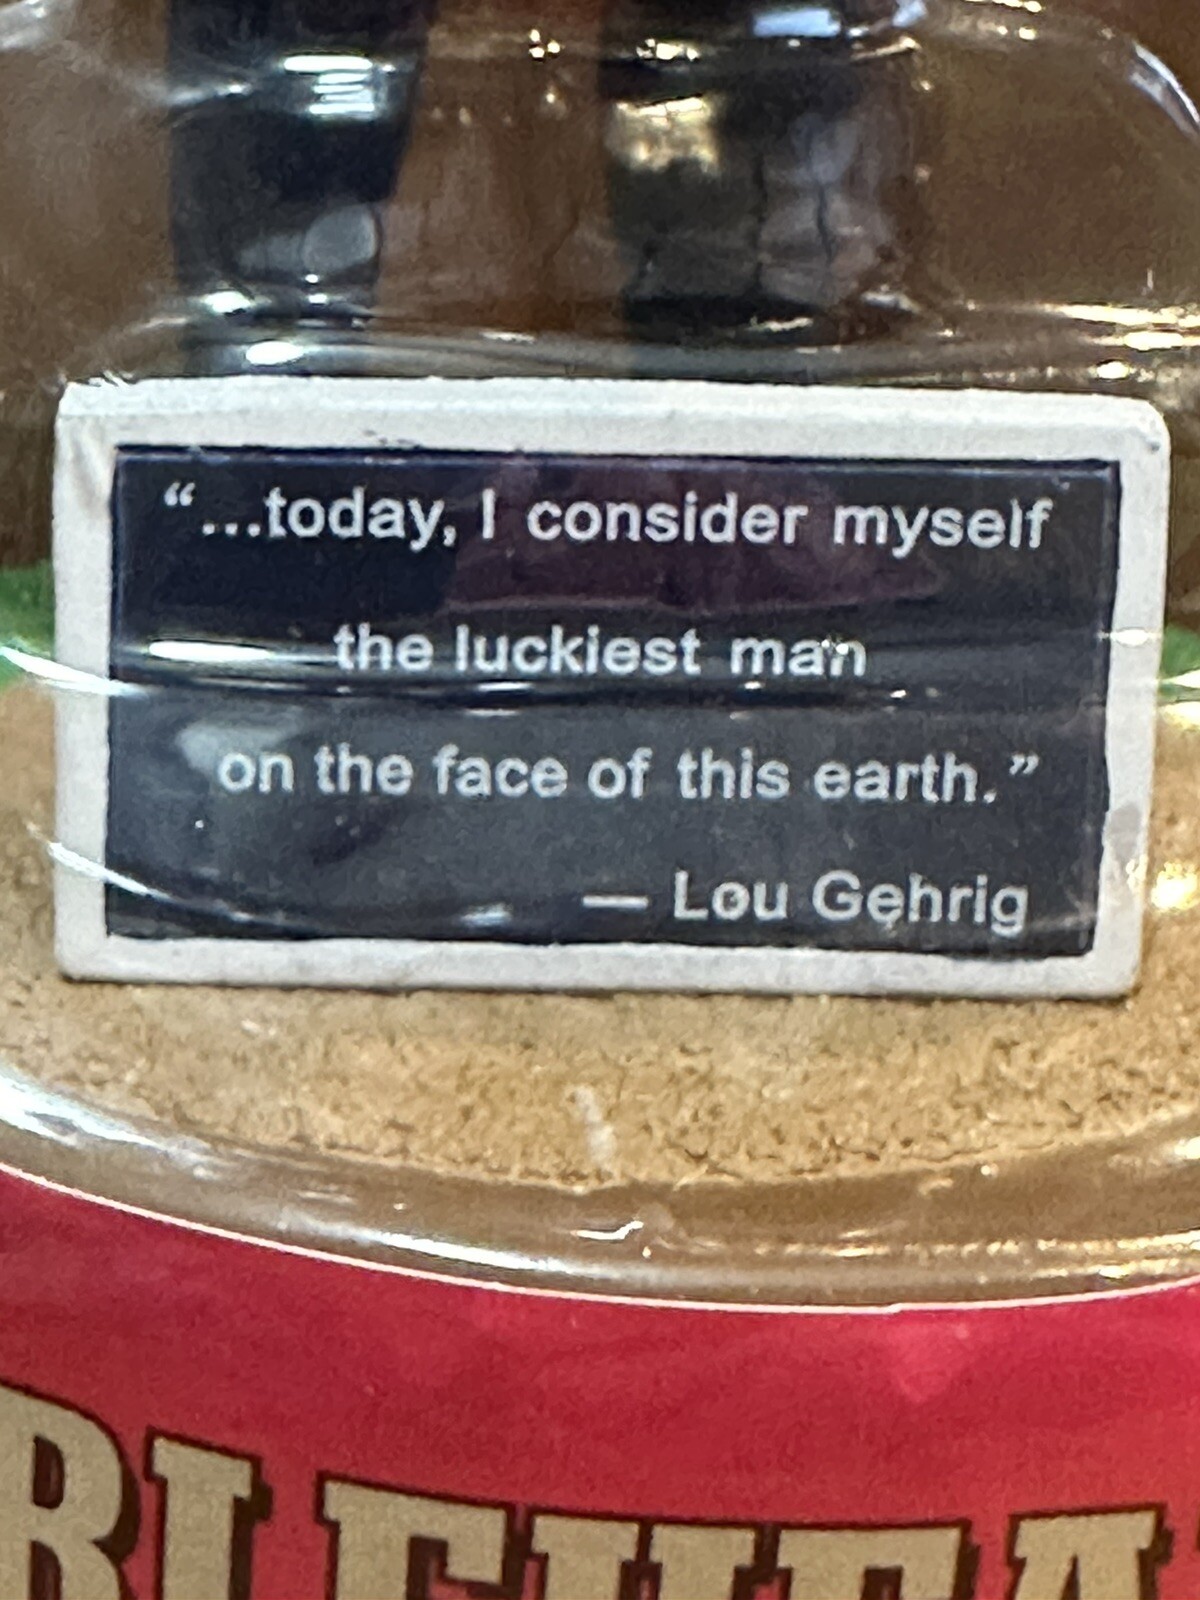 “...today, I consider myself
the luckiest man
on the face of this earth.”
— Lou Gehrig